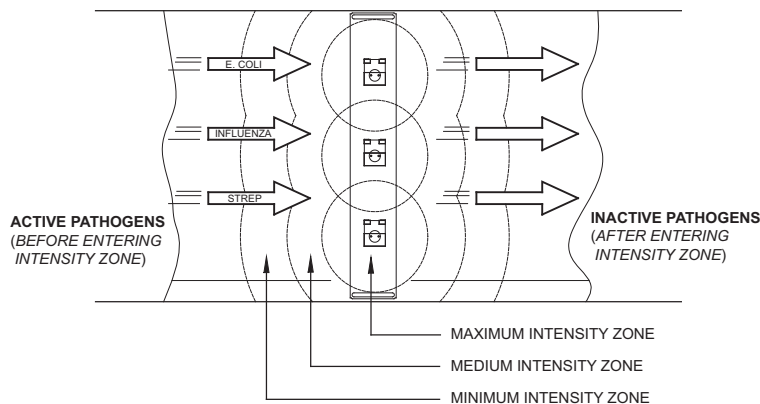 E. COLI
INFLUENZA
STREP
ACTIVE PATHOGENS
(BEFORE ENTERING
INTENSITY ZONE)
INACTIVE PATHOGENS
(AFTER ENTERING
INTENSITY ZONE)
MAXIMUM INTENSITY ZONE
MEDIUM INTENSITY ZONE
MINIMUM INTENSITY ZONE